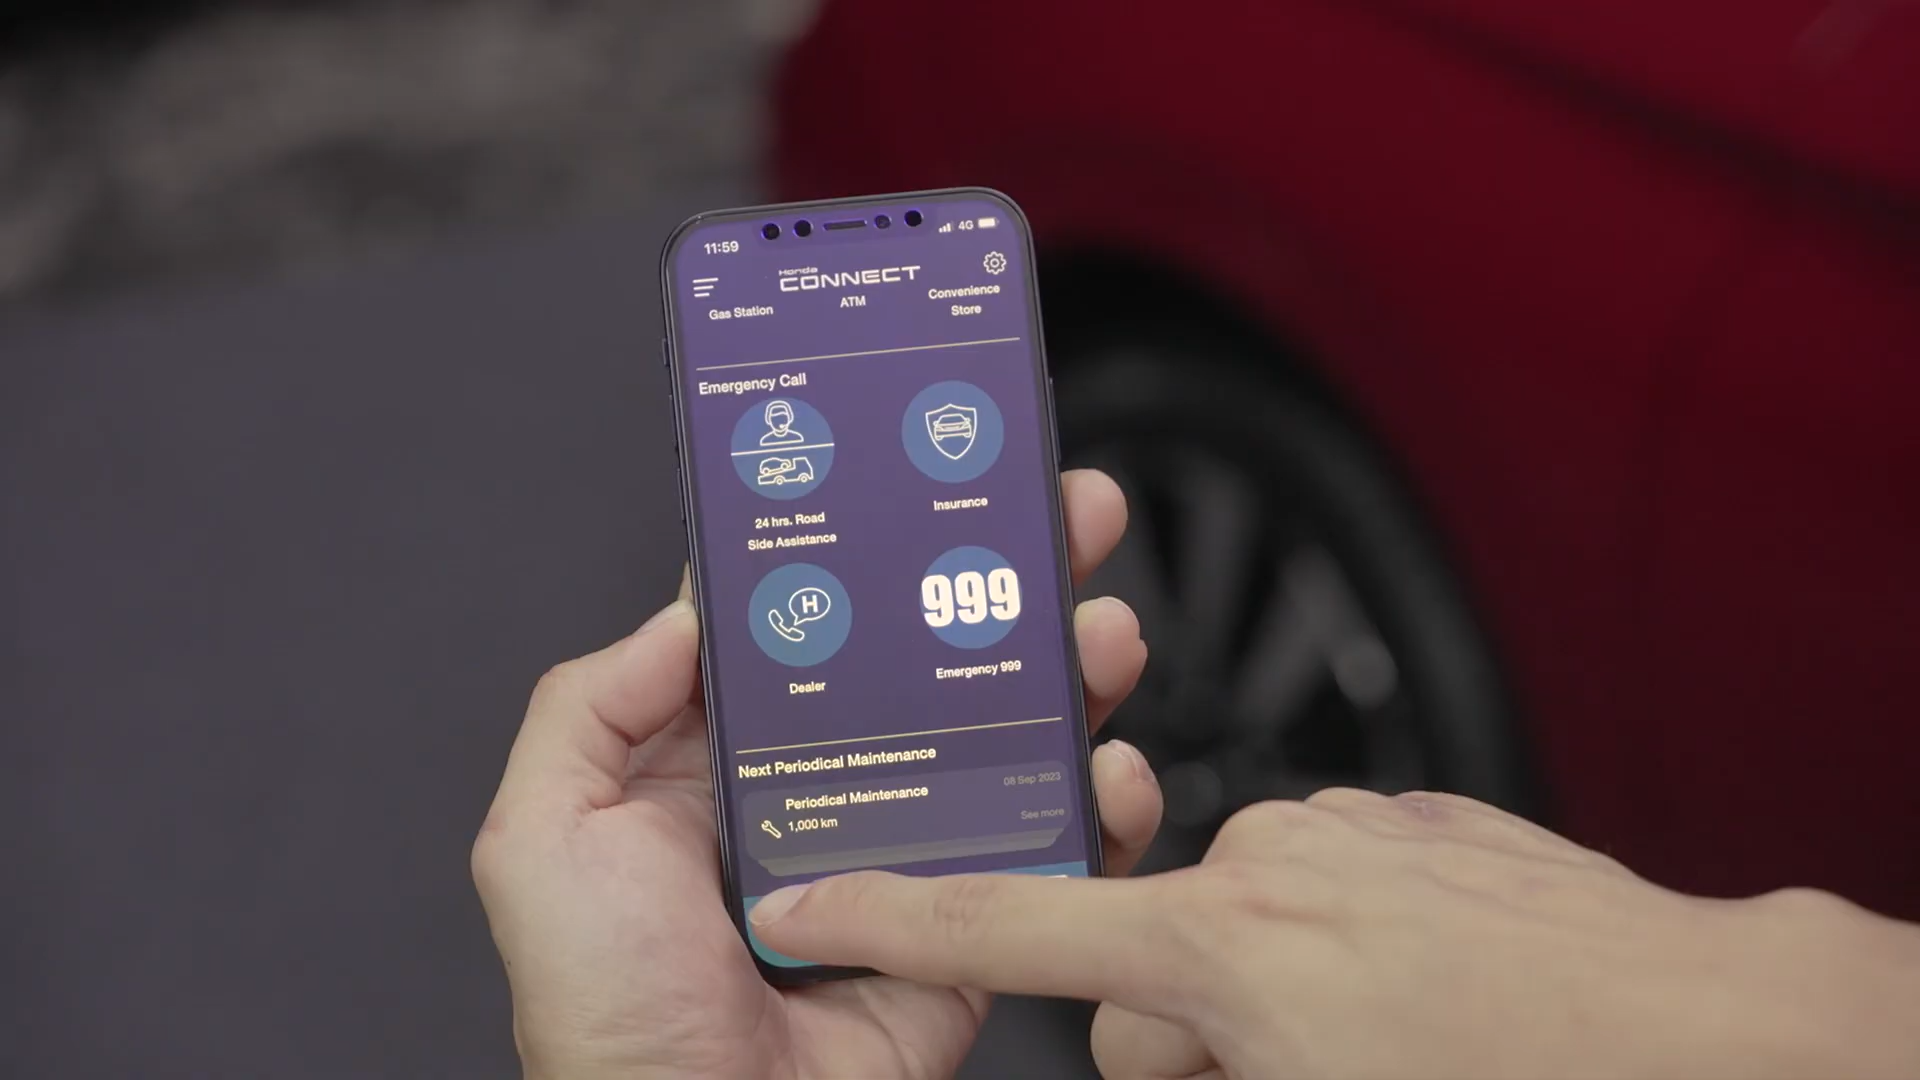 11:59
4G
Honda
CONNECT
Gas Station
ATM
Convenience
Store
Emergency Call
24 hrs. Road
Side Assistance
Insurance
H
Dealer
999
Emergency 999
Next Periodical Maintenance
Periodical Maintenance
08 Sep 2023
1,000 km
See more